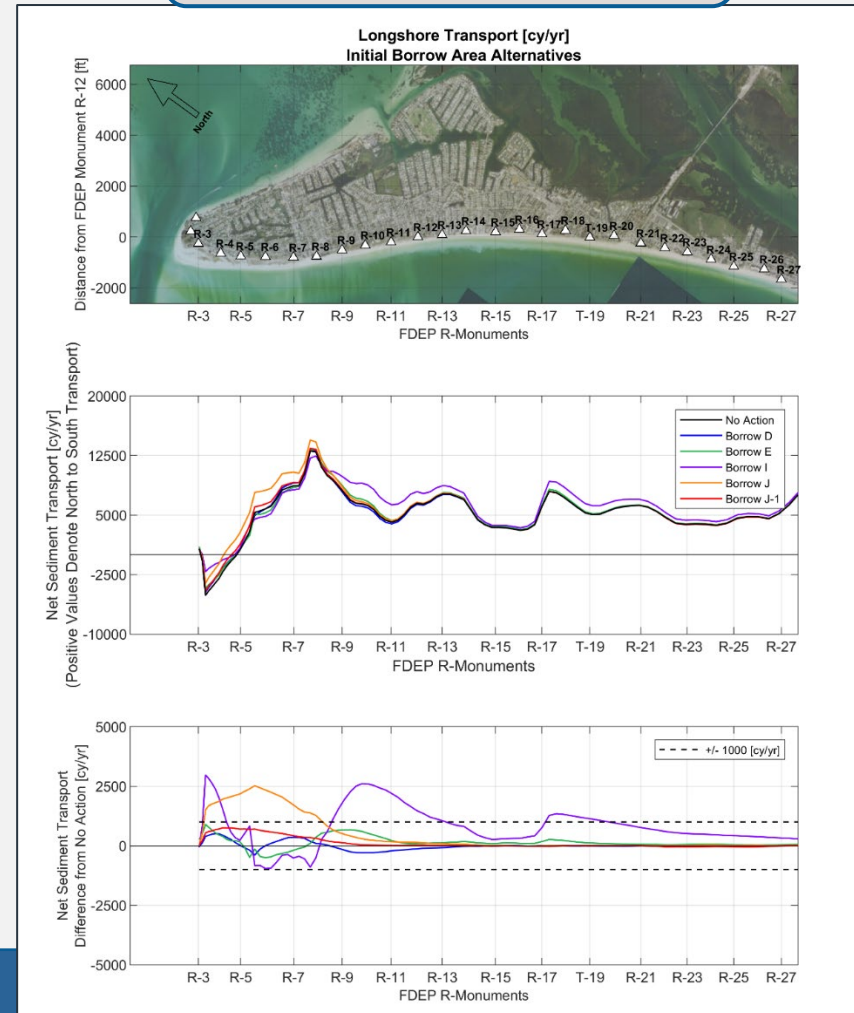 Longshore Transport [cy/yr]
Initial Borrow Area Alternatives
Distance from FDEP Monument R-12 [ft]
6000
4000
2000
0
-2000
North
R-3
R-4
R-5
R-6
R-7
R-8
R-9
R-10
R-11
R-12
R-13
R-14
R-15
R-16
R-17
R-18
T-19
R-20
R-21
R-22
R-23
R-24
R-25
R-26
R-27
R-3 R-5 R-7 R-9 R-11 R-13 R-15 R-17 T-19 R-21 R-23 R-25 R-27
FDEP R-Monuments
Net Sediment Transport [cy/yr]
(Positive Values Denote North to South Transport)
20000
12500
5000
-2500
-10000
No Action
Borrow D
Borrow E
Borrow I
Borrow J
Borrow J-1
R-3 R-5 R-7 R-9 R-11 R-13 R-15 R-17 T-19 R-21 R-23 R-25 R-27
FDEP R-Monuments
Net Sediment Transport
Difference from No Action [cy/yr]
5000
2500
0
-2500
-5000
+/- 1000 [cy/yr]
R-3 R-5 R-7 R-9 R-11 R-13 R-15 R-17 T-19 R-21 R-23 R-25 R-27
FDEP R-Monuments